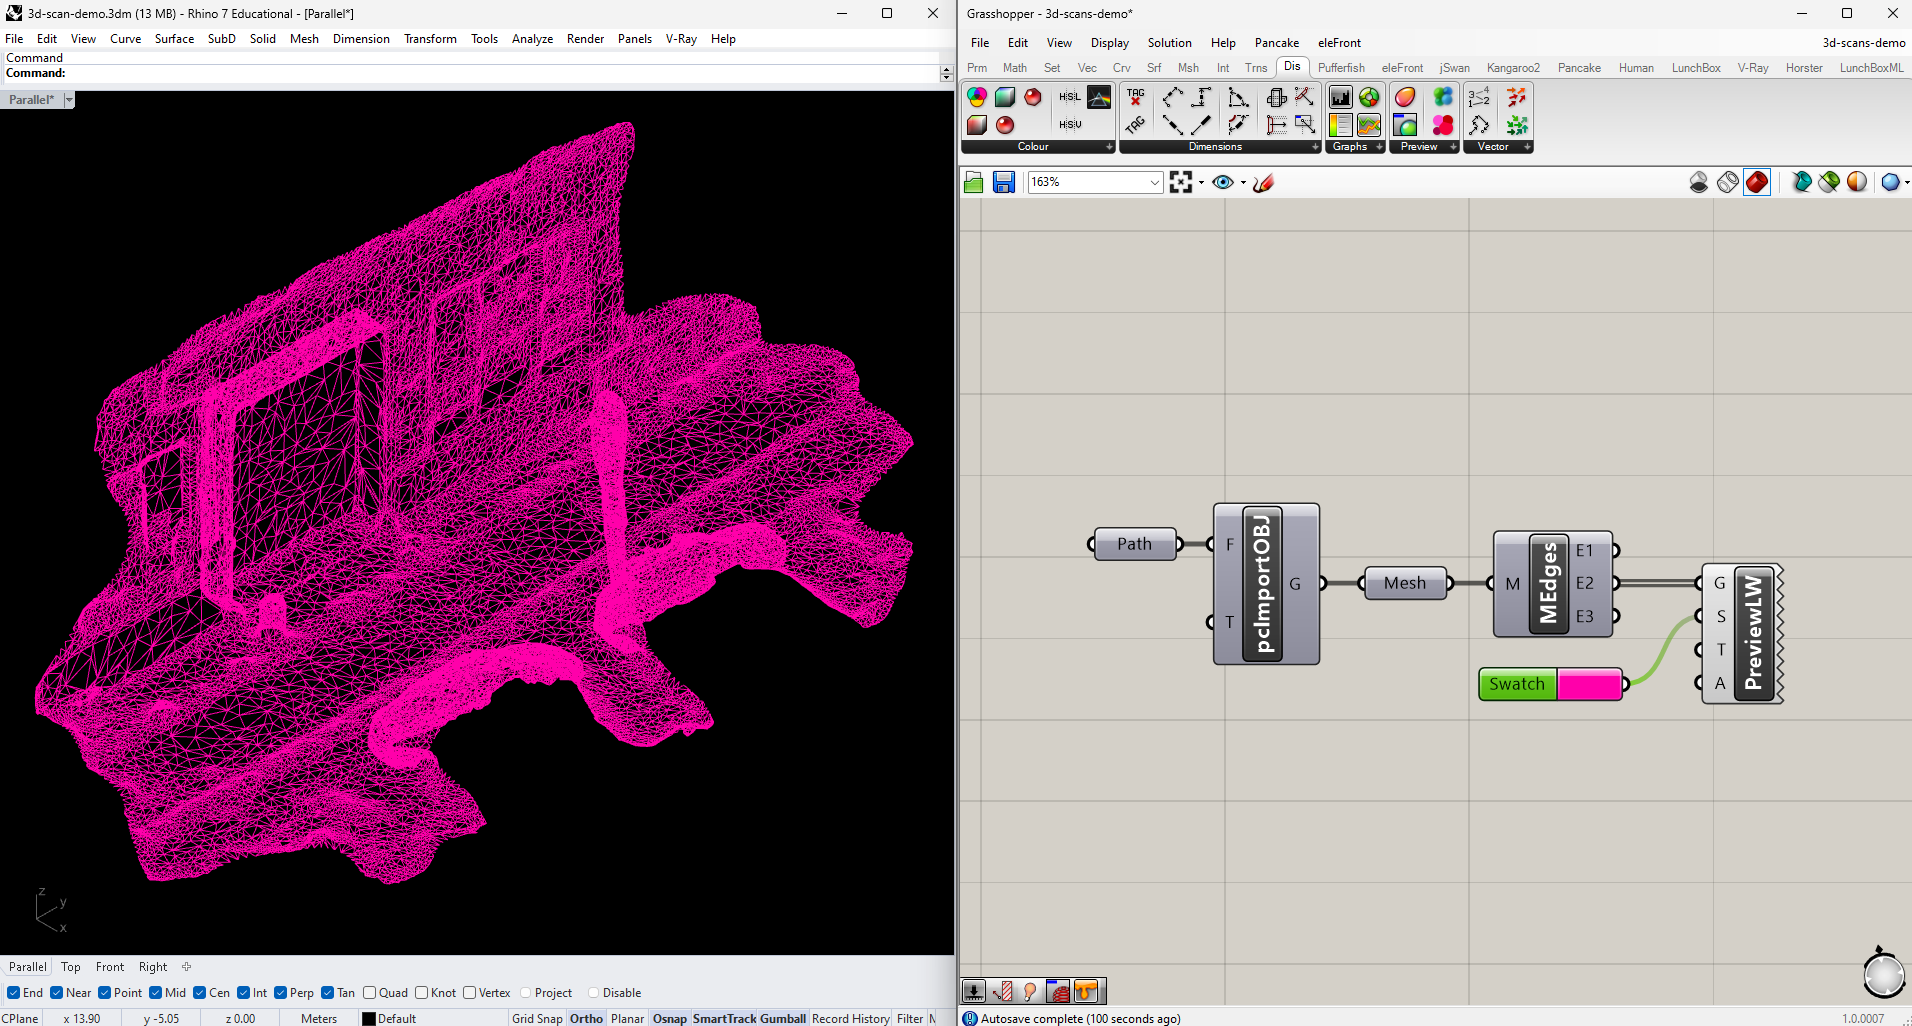 3d-scan-demo.3dm (13 MB) - Rhino 7 Educational - [Parallel*]
File Edit View Curve Surface SubD Solid Mesh Dimension Transform Tools Analyze Render Panels V-Ray Help
Command
Command:
Parallel*
z
y
x
Parallel Top Front Right
End Near Point Mid Cen Int Perp Tan Quad Knot Vertex Project Disable
CPlane x 13.90 y -5.05 z 0.00 Meters Default Grid Snap Ortho Planar Osnap SmartTrack Gumball Record History Filter
Grasshopper - 3d-scans-demo*
File Edit View Display Solution Help Pancake eleFront 3d-scans-demo
Prm Math Set Vec Crv Srf Msh Int Trns Dis Pufferfish eleFront jSwan Kangaroo2 Pancake Human LunchBox V-Ray Horster LunchBoxML
HSL TAG
HSV TAG
Colour Dimensions Graphs Preview Vector
163%
Path
F
T
pcImportOBJ
G
Mesh
M
MEdges
E1
E2
E3
Swatch
G
S
T
A
PreviewLW
Autosave complete (100 seconds ago) 1.0.0007